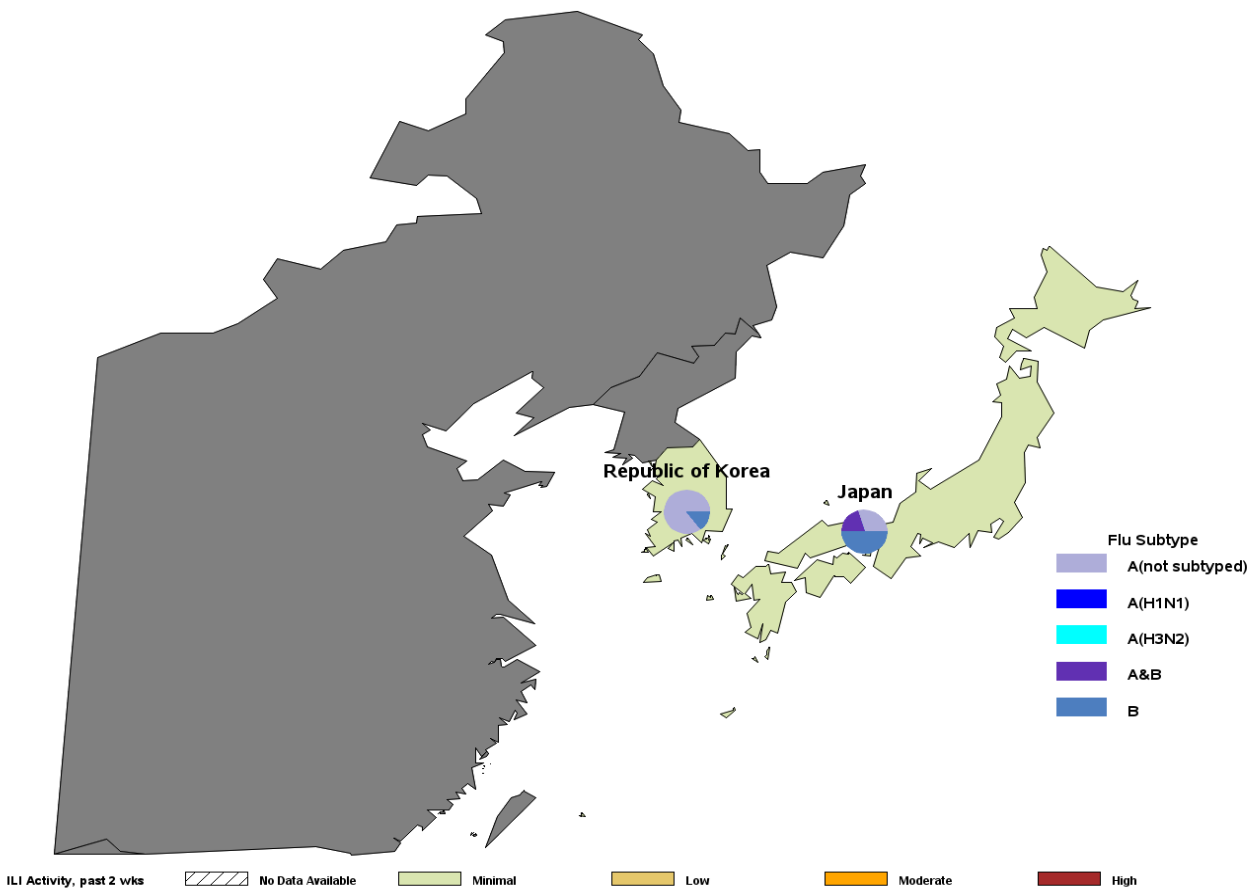 Republic of Korea
Japan
Flu Subtype
A(not subtyped)
A(H1N1)
A(H3N2)
A&B
B
ILI Activity, past 2 wks No Data Available Minimal Low Moderate High